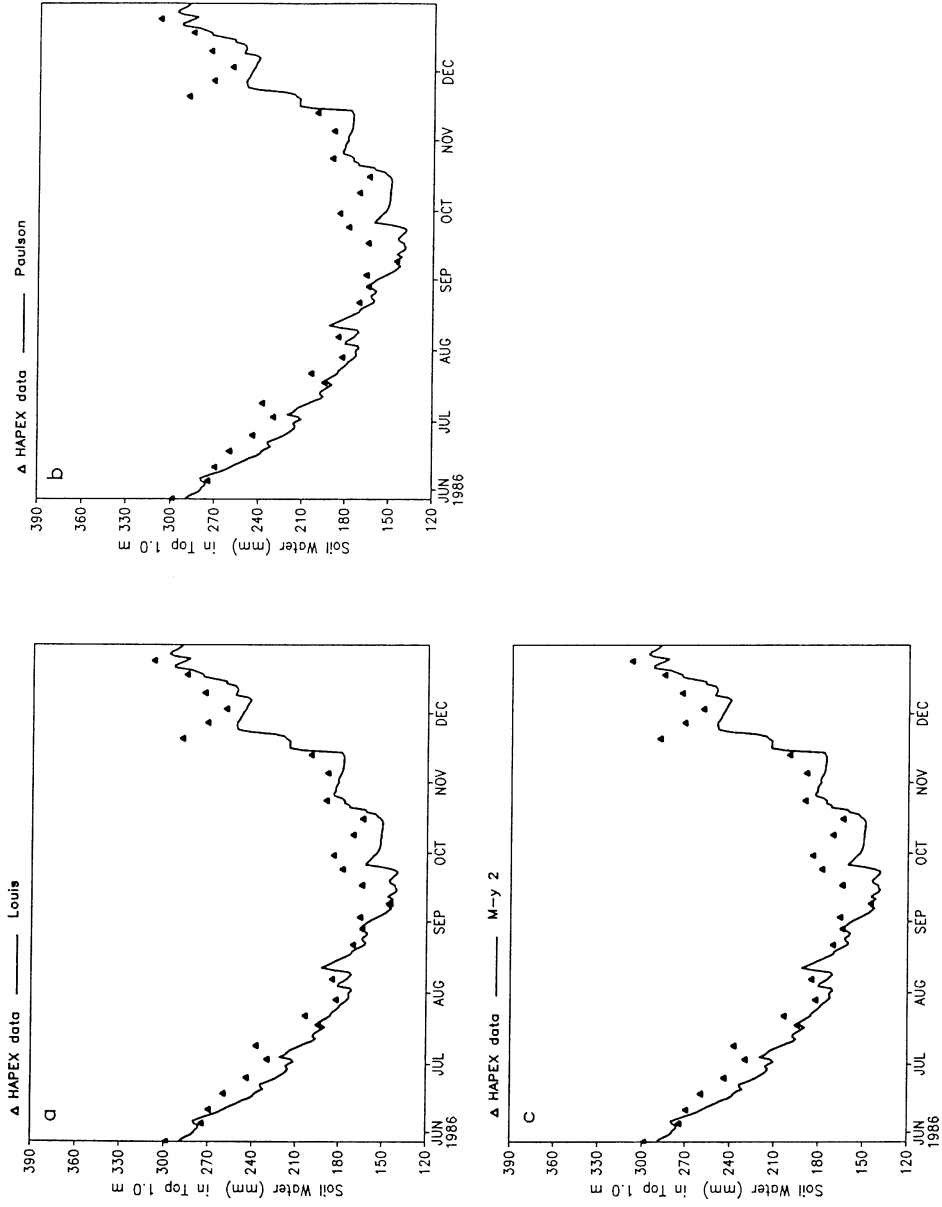 Δ HAPEX data ——— Louis
a
Soil Water (mm) in Top 1.0 m
390
360
330
300
270
240
210
180
150
120
JUN JUL AUG SEP OCT NOV DEC
1986
Δ HAPEX data ——— Paulson
b
Soil Water (mm) in Top 1.0 m
390
360
330
300
270
240
210
180
150
120
JUN JUL AUG SEP OCT NOV DEC
1986
Δ HAPEX data ——— M-y 2
c
Soil Water (mm) in Top 1.0 m
390
360
330
300
270
240
210
180
150
120
JUN JUL AUG SEP OCT NOV DEC
1986